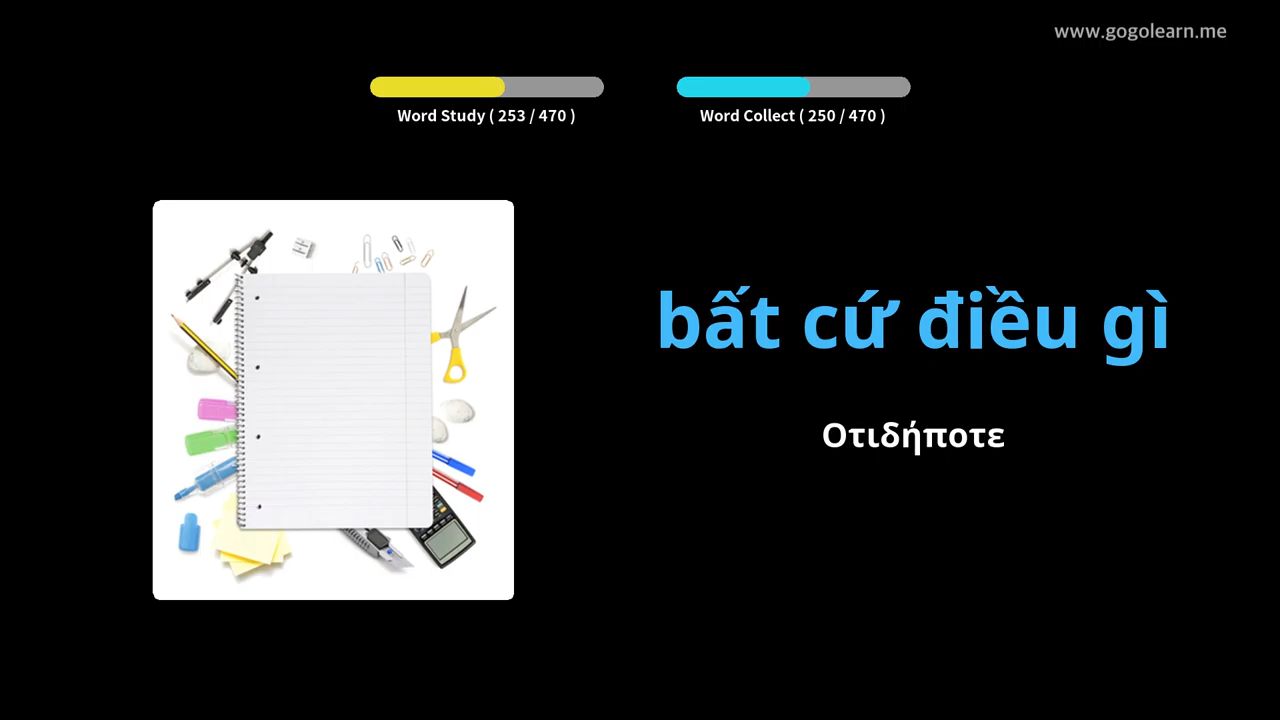 www.gogolearn.me
Word Study ( 253 / 470 )
Word Collect ( 250 / 470 )
bất cứ điều gì
Οτιδήποτε